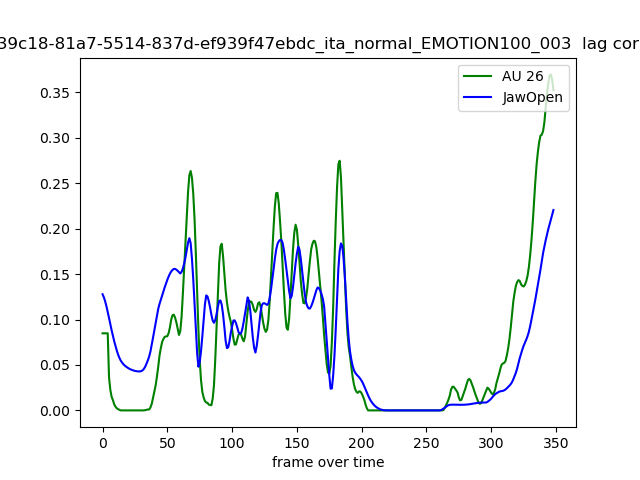 39c18-81a7-5514-837d-ef939f47ebdc_ita_normal_EMOTION100_003 lag cor
AU 26
JawOpen
0.35
0.30
0.25
0.20
0.15
0.10
0.05
0.00
0 50 100 150 200 250 300 350
frame over time